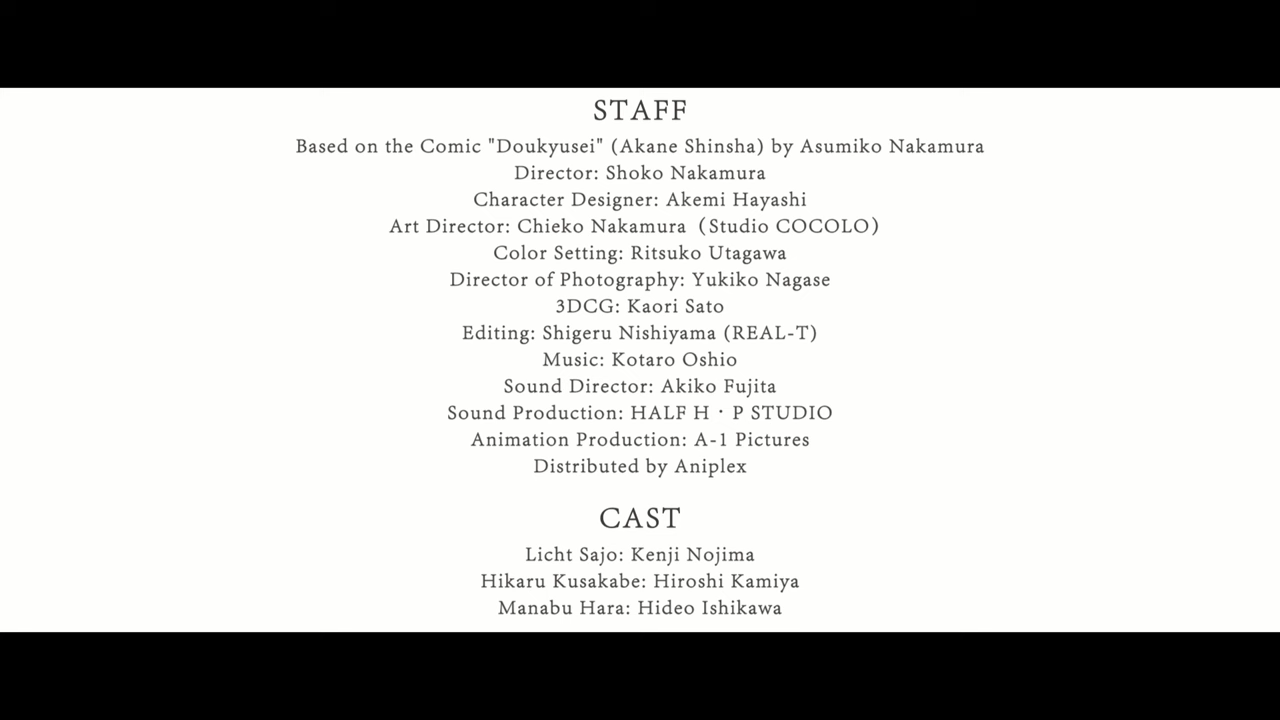 STAFF
Based on the Comic "Doukyusei" (Akane Shinsha) by Asumiko Nakamura
Director: Shoko Nakamura
Character Designer: Akemi Hayashi
Art Director: Chieko Nakamura（Studio COCOLO）
Color Setting: Ritsuko Utagawa
Director of Photography: Yukiko Nagase
3DCG: Kaori Sato
Editing: Shigeru Nishiyama (REAL-T)
Music: Kotaro Oshio
Sound Director: Akiko Fujita
Sound Production: HALF H・P STUDIO
Animation Production: A-1 Pictures
Distributed by Aniplex
CAST
Licht Sajo: Kenji Nojima
Hikaru Kusakabe: Hiroshi Kamiya
Manabu Hara: Hideo Ishikawa